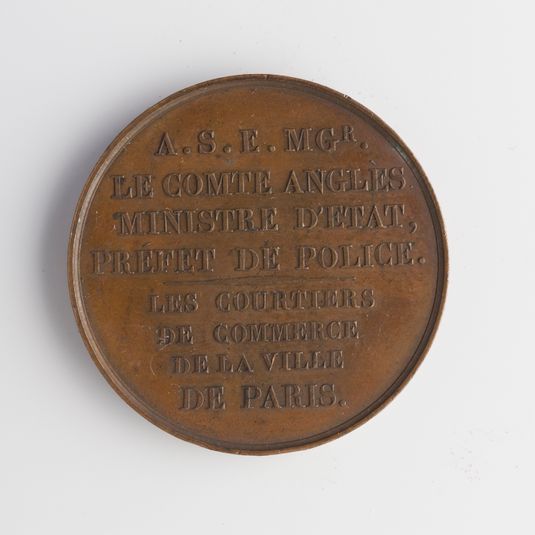 A.S.E. MGR.
LE COMTE ANGLÈS
MINISTRE D'ETAT,
PRÉFET DE POLICE.
LES COURTIERS
DE COMMERCE
DE LA VILLE
DE PARIS.